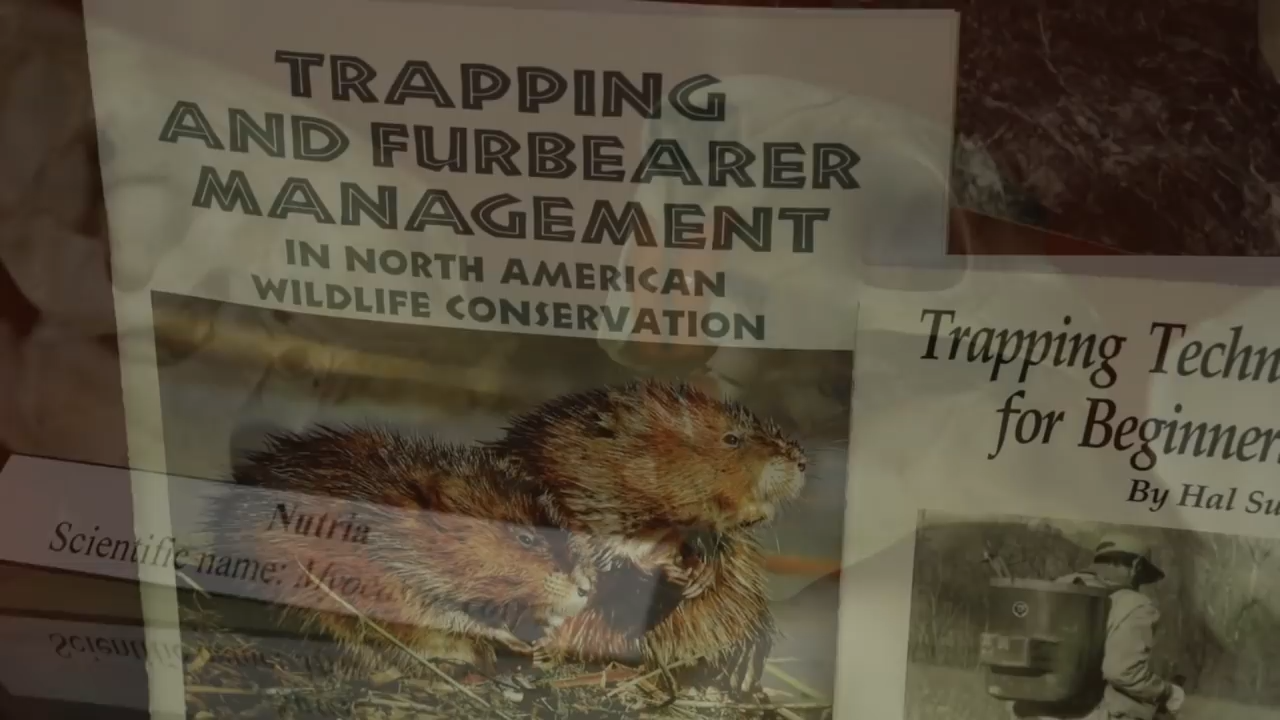 TRAPPING
AND FURBEARER
MANAGEMENT
IN NORTH AMERICAN
WILDLIFE CONSERVATION
Trapping Techn
for Beginner
By Hal Su
Nutria
Scientific name: